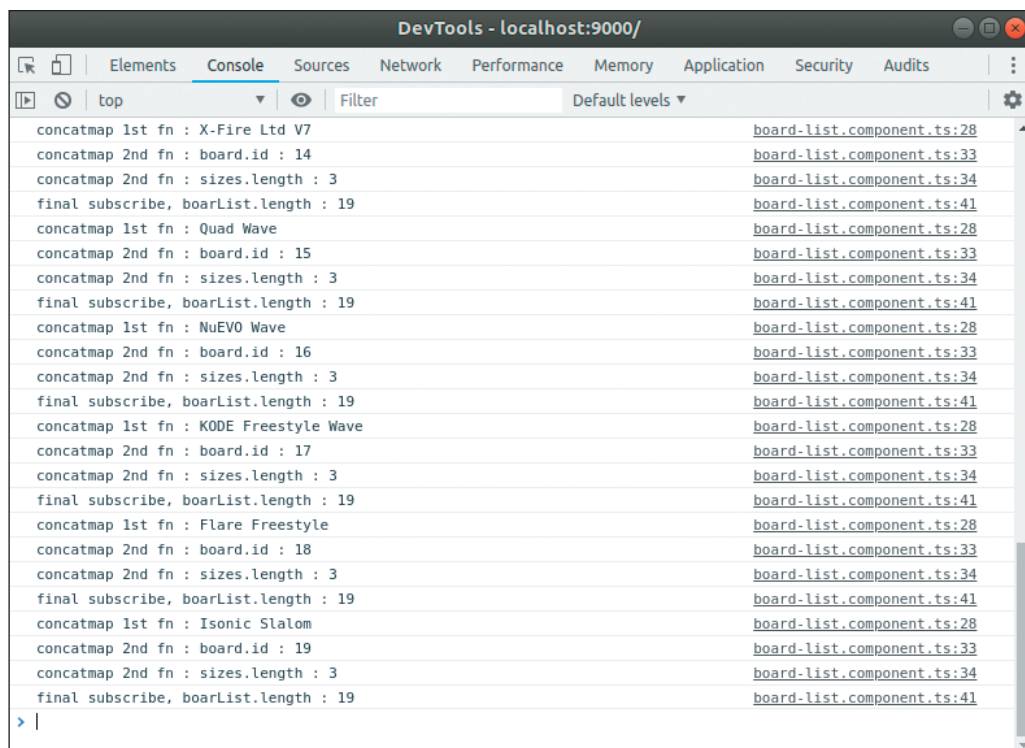 DevTools - localhost:9000/
Elements Console Sources Network Performance Memory Application Security Audits
top Filter Default levels
concatmap 1st fn : X-Fire Ltd V7 board-list.component.ts:28
concatmap 2nd fn : board.id : 14 board-list.component.ts:33
concatmap 2nd fn : sizes.length : 3 board-list.component.ts:34
final subscribe, boarList.length : 19 board-list.component.ts:41
concatmap 1st fn : Quad Wave board-list.component.ts:28
concatmap 2nd fn : board.id : 15 board-list.component.ts:33
concatmap 2nd fn : sizes.length : 3 board-list.component.ts:34
final subscribe, boarList.length : 19 board-list.component.ts:41
concatmap 1st fn : NuEVO Wave board-list.component.ts:28
concatmap 2nd fn : board.id : 16 board-list.component.ts:33
concatmap 2nd fn : sizes.length : 3 board-list.component.ts:34
final subscribe, boarList.length : 19 board-list.component.ts:41
concatmap 1st fn : KODE Freestyle Wave board-list.component.ts:28
concatmap 2nd fn : board.id : 17 board-list.component.ts:33
concatmap 2nd fn : sizes.length : 3 board-list.component.ts:34
final subscribe, boarList.length : 19 board-list.component.ts:41
concatmap 1st fn : Flare Freestyle board-list.component.ts:28
concatmap 2nd fn : board.id : 18 board-list.component.ts:33
concatmap 2nd fn : sizes.length : 3 board-list.component.ts:34
final subscribe, boarList.length : 19 board-list.component.ts:41
concatmap 1st fn : Isonic Slalom board-list.component.ts:28
concatmap 2nd fn : board.id : 19 board-list.component.ts:33
concatmap 2nd fn : sizes.length : 3 board-list.component.ts:34
final subscribe, boarList.length : 19 board-list.component.ts:41